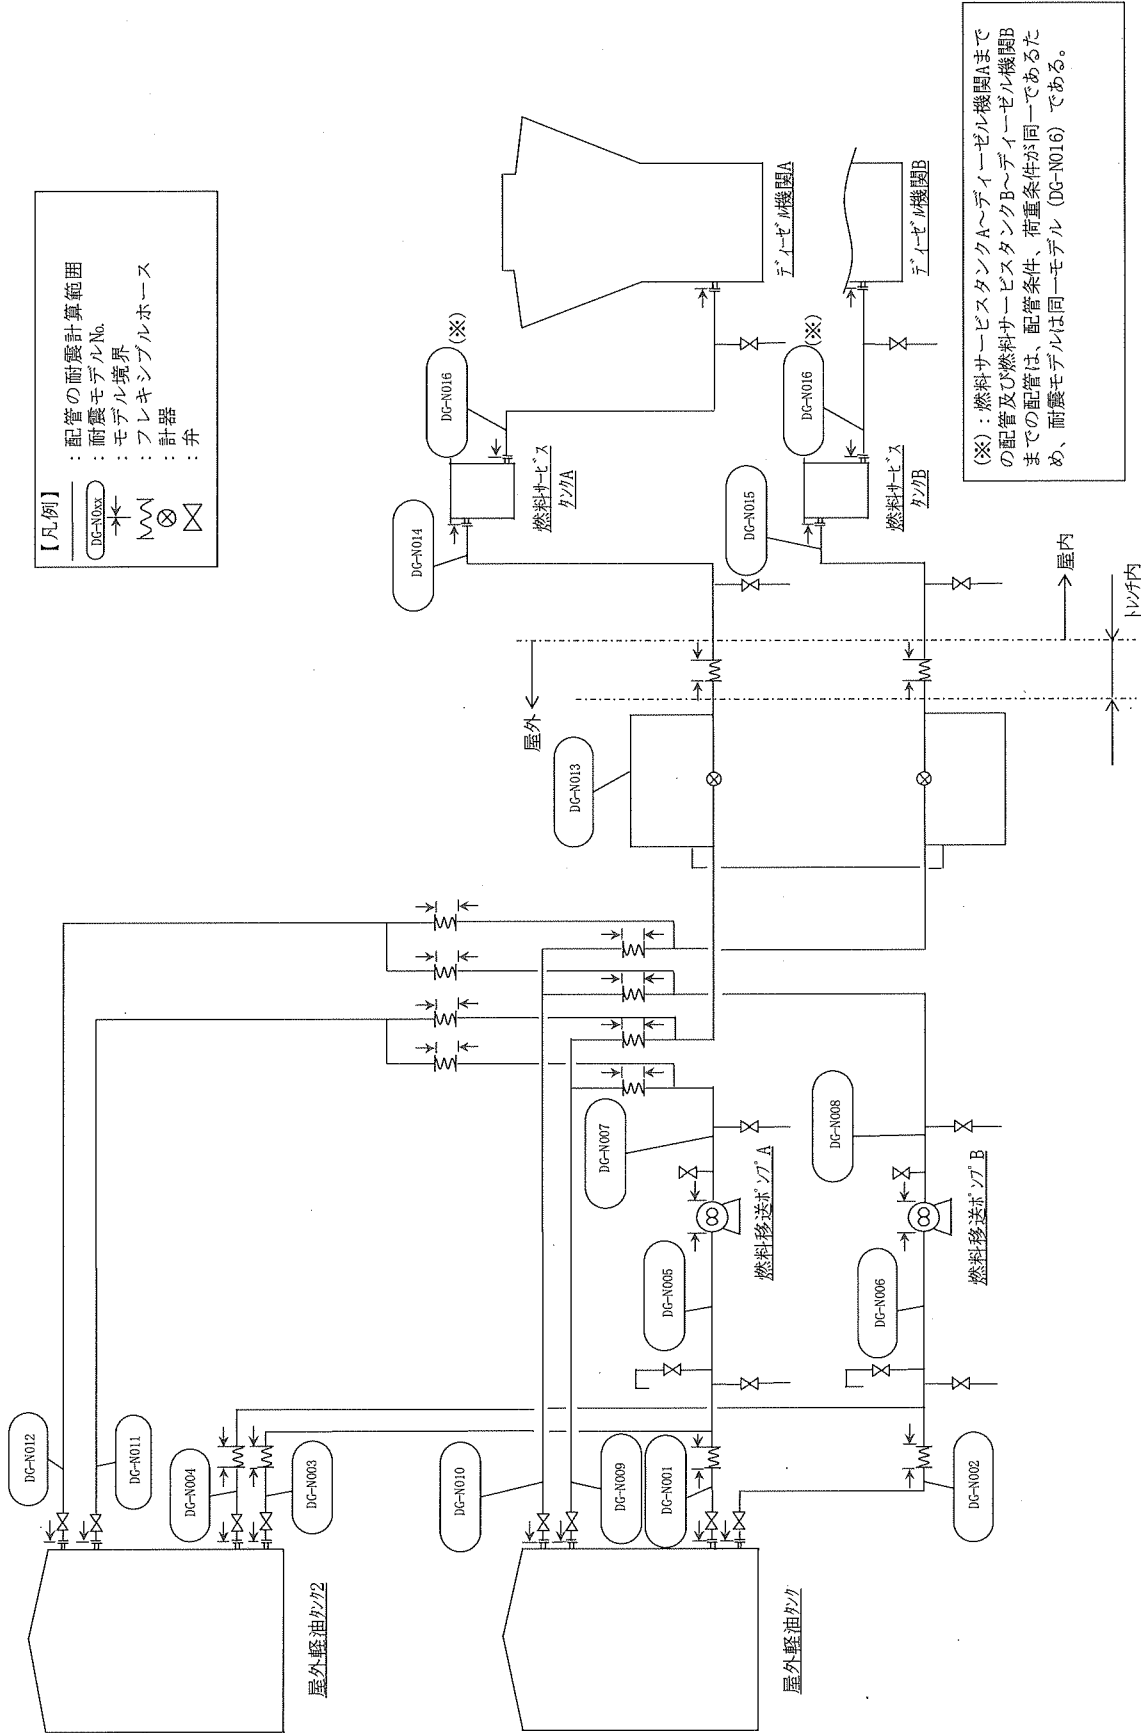 【凡例】
：配管の耐震計算範囲
DG-N0xx ：耐震モデルNo.
：モデル境界
：フレキシブルホース
：計器
：弁
DG-N012
DG-N011
DG-N004
DG-N003
屋外軽油タンク2
DG-N010
DG-N009
DG-N001
DG-N002
屋外軽油タンク
DG-N005
DG-N006
燃料移送ポンプA
燃料移送ポンプB
DG-N007
DG-N008
DG-N013
屋外
屋内
トレンチ内
DG-N014
DG-N015
燃料サービス
タンクA
燃料サービス
タンクB
DG-N016
(※)
DG-N016
(※)
ディーゼル機関A
ディーゼル機関B
(※)：燃料サービスタンクA～ディーゼル機関Aまで
の配管及び燃料サービスタンクB～ディーゼル機関B
までの配管は、配管条件、荷重条件が同一であるた
め、耐震モデルは同一モデル（DG-N016）である。